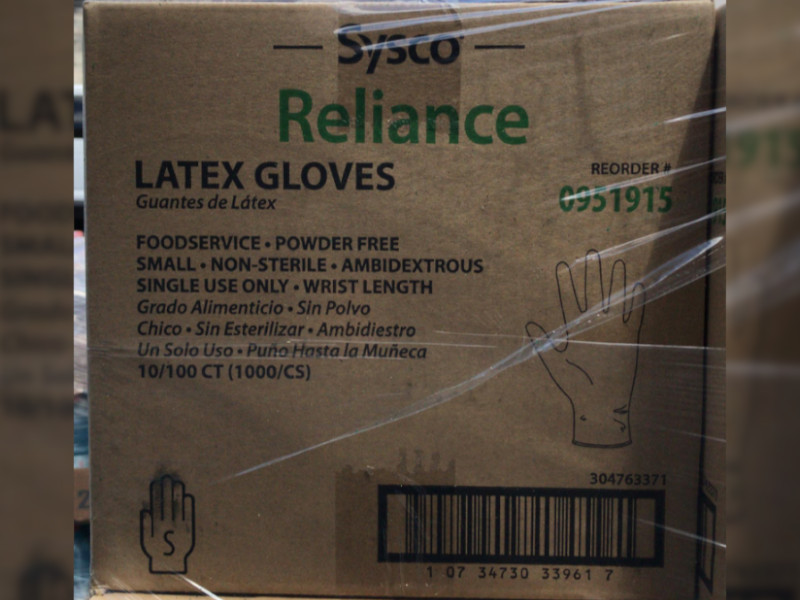 Sysco
Reliance
LATEX GLOVES
Guantes de Látex
REORDER #
0951915
FOODSERVICE • POWDER FREE
SMALL • NON-STERILE • AMBIDEXTROUS
SINGLE USE ONLY • WRIST LENGTH
Grado Alimenticio • Sin Polvo
Chico • Sin Esterilizar • Ambidiestro
Un Solo Uso • Puño Hasta la Muñeca
10/100 CT (1000/CS)
S
304763371
1 07 34730 33961 7